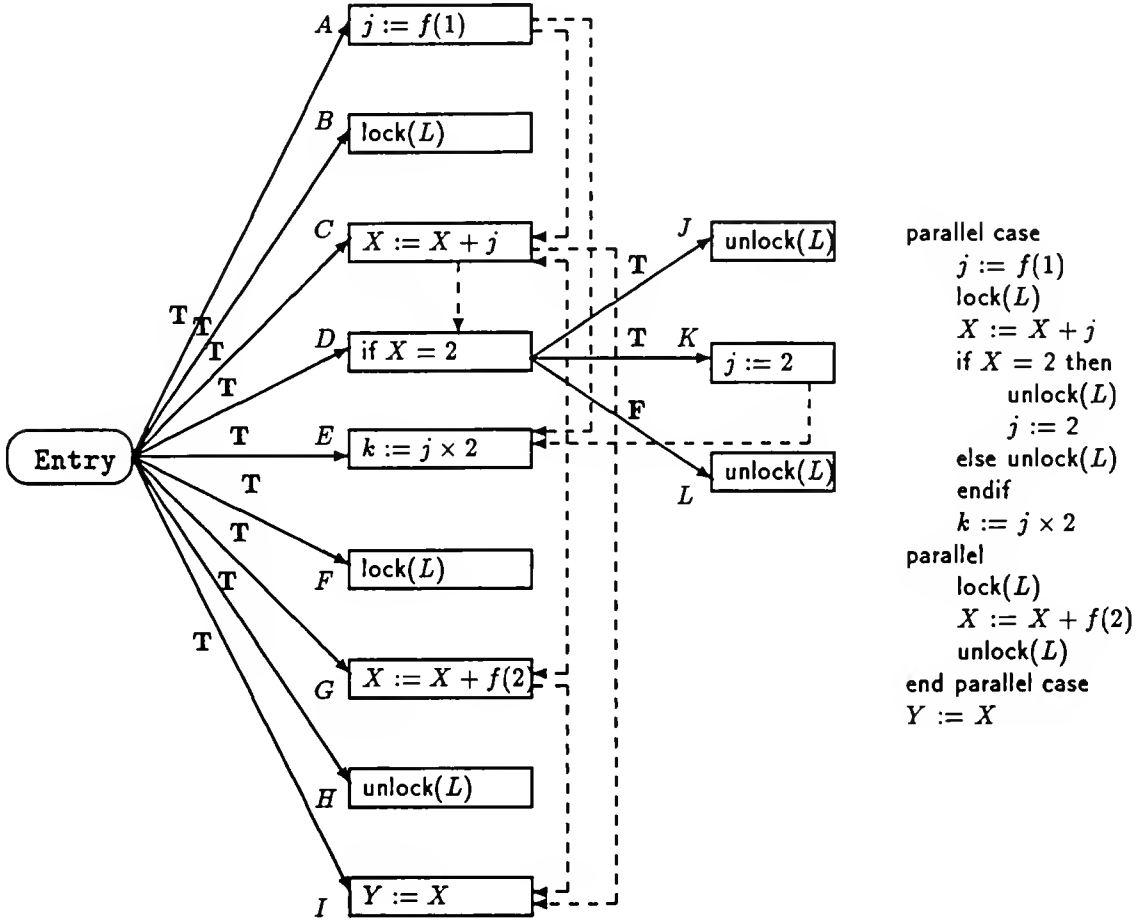 A j := f(1)
B lock(L)
C X := X + j
D if X = 2
E k := j × 2
F lock(L)
G X := X + f(2)
H unlock(L)
I Y := X
Entry
T
T
T
T
T
T
T
T
T
J unlock(L)
T
T K j := 2
F
L unlock(L)
parallel case
j := f(1)
lock(L)
X := X + j
if X = 2 then
unlock(L)
j := 2
else unlock(L)
endif
k := j × 2
parallel
lock(L)
X := X + f(2)
unlock(L)
end parallel case
Y := X